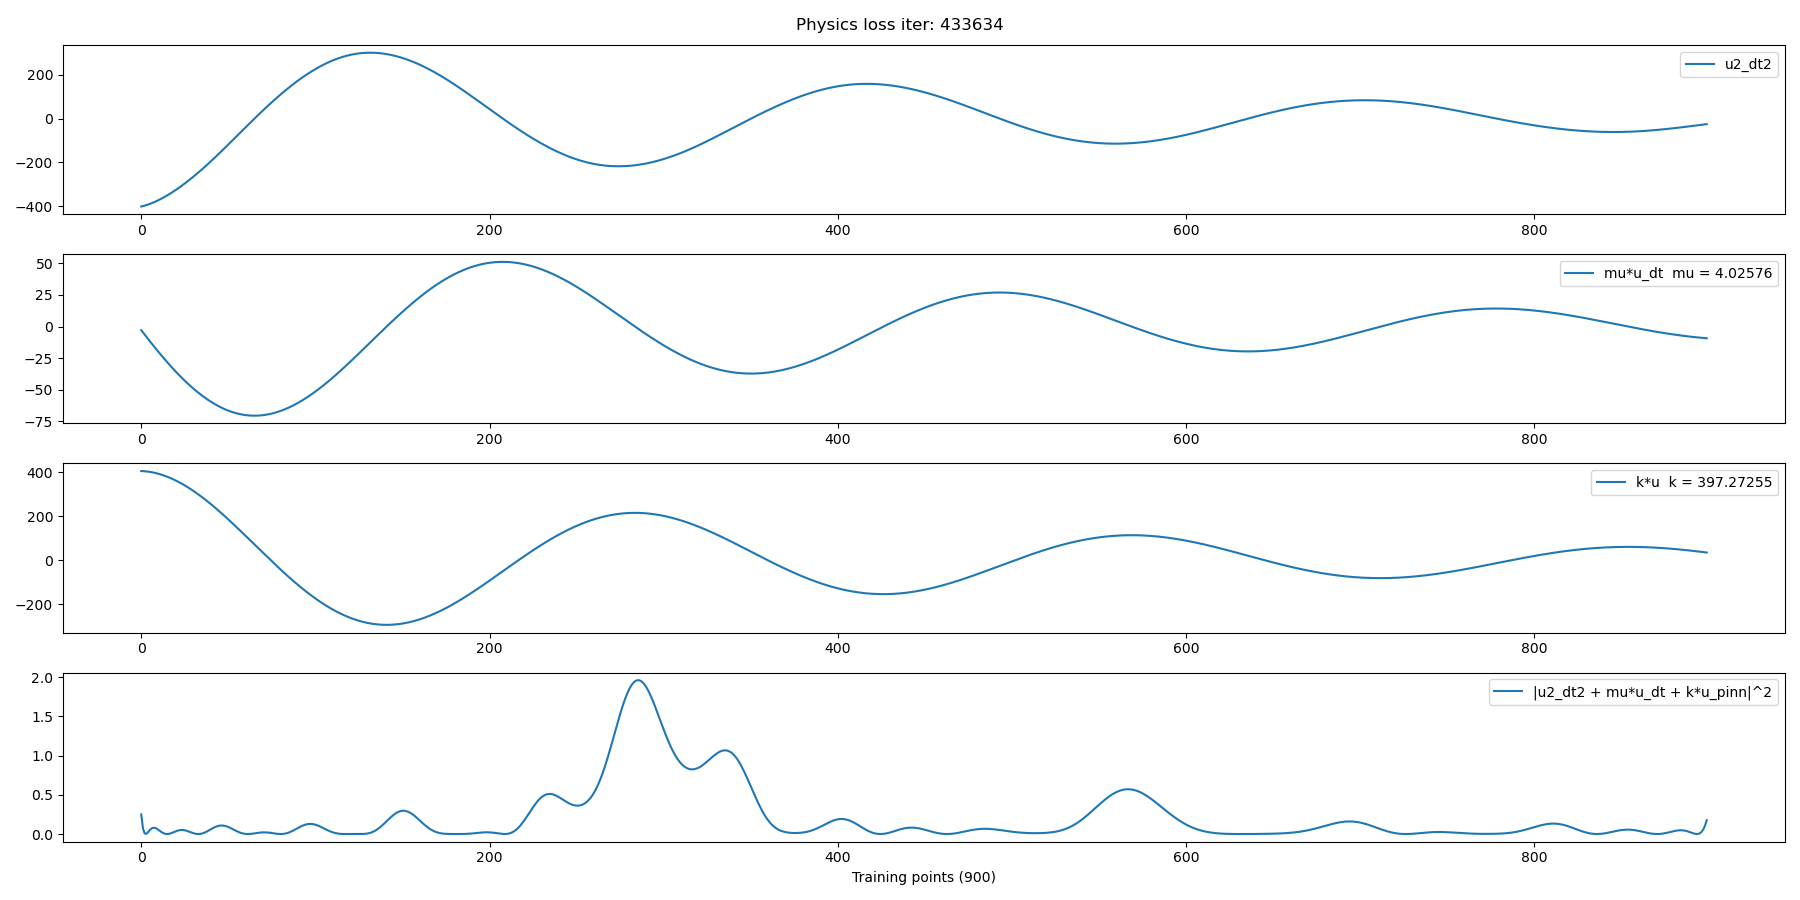 Physics loss iter: 433634
u2_dt2
200
0
−200
−400
0 200 400 600 800
mu*u_dt  mu = 4.02576
50
25
0
−25
−50
−75
0 200 400 600 800
k*u  k = 397.27255
400
200
0
−200
0 200 400 600 800
|u2_dt2 + mu*u_dt + k*u_pinn|^2
2.0
1.5
1.0
0.5
0.0
0 200 400 600 800
Training points (900)